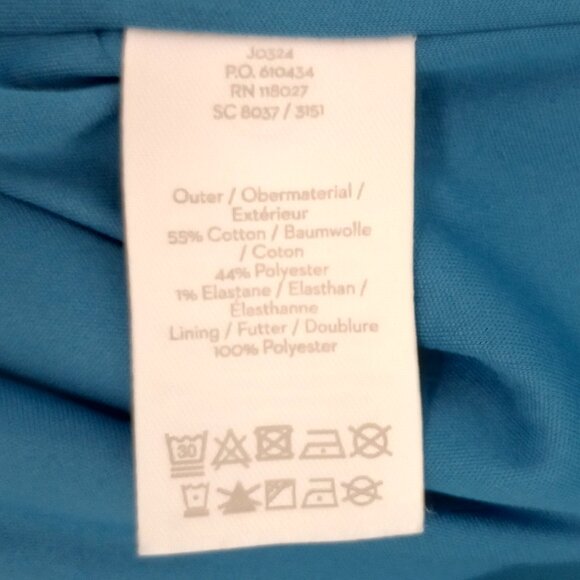 J0324
P.O. 610434
RN 118027
SC 8037 / 3151
Outer / Obermaterial /
Extérieur
55% Cotton / Baumwolle
/ Coton
44% Polyester
1% Elastane / Elasthan /
Élasthanne
Lining / Futter / Doublure
100% Polyester
30